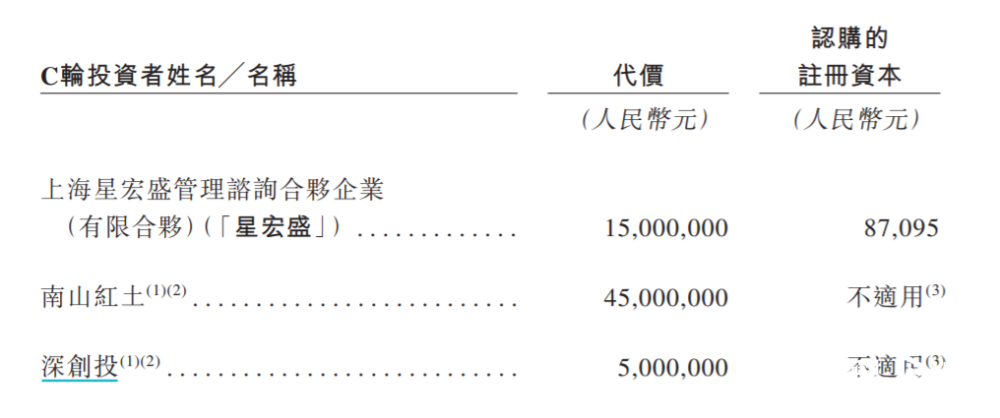 認購的
C輪投資者姓名／名稱 代價 註冊資本
(人民幣元) (人民幣元)
上海星宏盛管理諮詢合夥企業
(有限合夥)(「星宏盛」) ............. 15,000,000 87,095
南山紅土(1)(2) .......................... 45,000,000 不適用(3)
深創投(1)(2) ............................ 5,000,000 不適用(3)